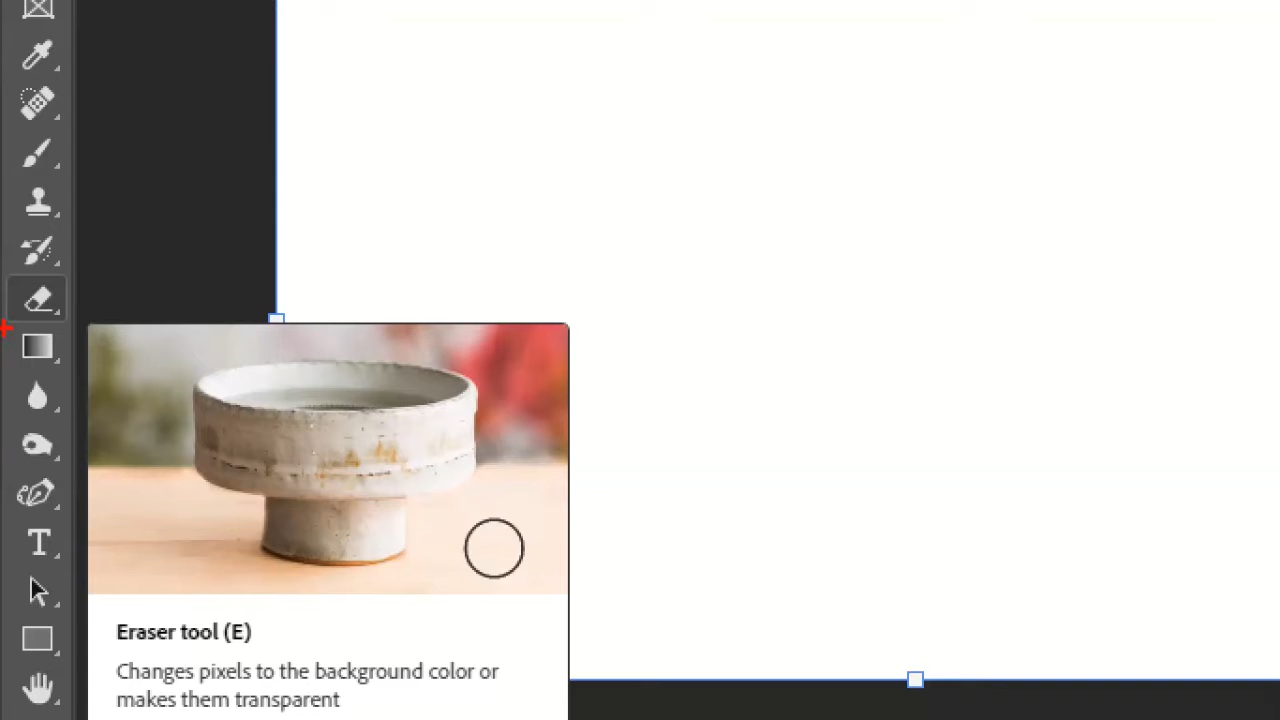 Eraser tool (E)
Changes pixels to the background color or
makes them transparent